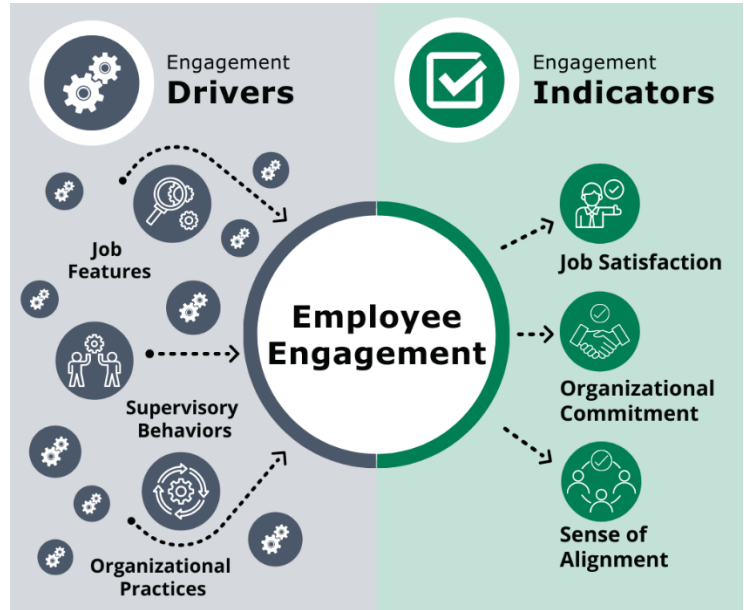 Engagement
Drivers
Engagement
Indicators
Job
Features
Supervisory
Behaviors
Organizational
Practices
Employee
Engagement
Job Satisfaction
Organizational
Commitment
Sense of
Alignment